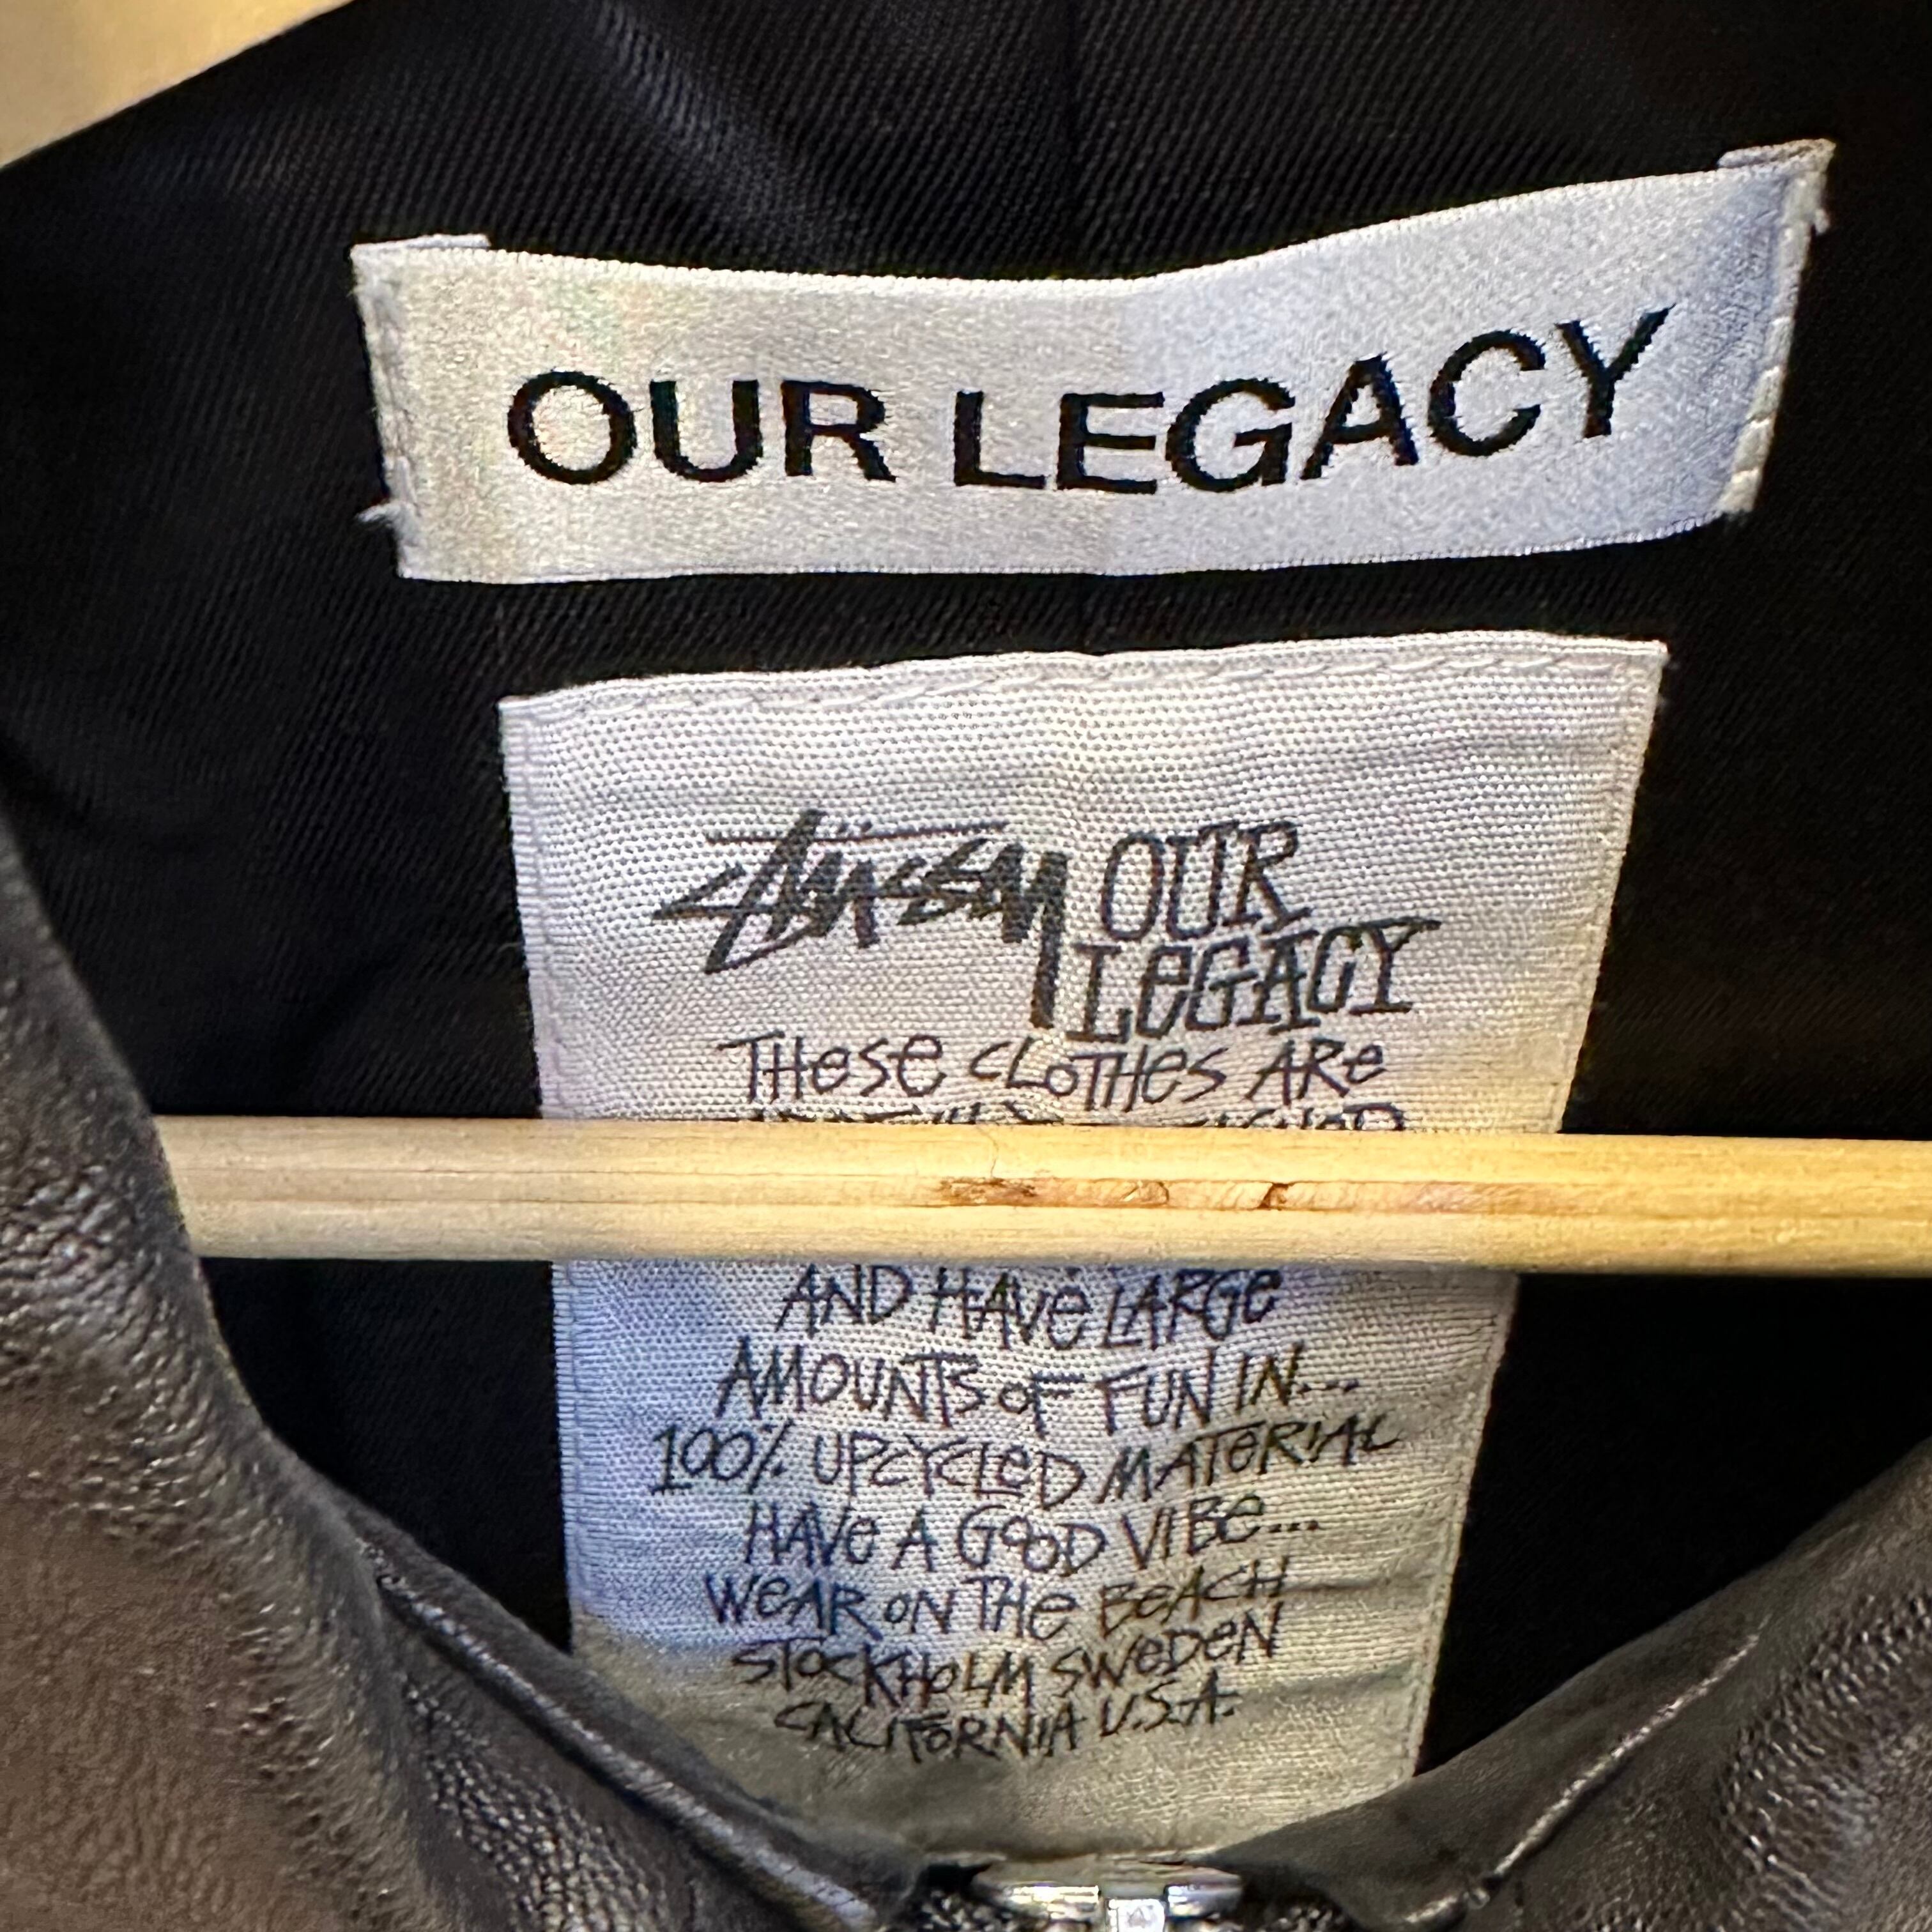 OUR LEGACY
Stüssy OUR
LEGACY
THESE CLOTHES ARE
AND HAVE LARGE
AMOUNTS OF FUN IN...
100% UPCYCLED MATERIAL
HAVE A GOOD VIBE...
WEAR ON THE BEACH
STOCKHOLM SWEDEN
CALIFORNIA U.S.A.